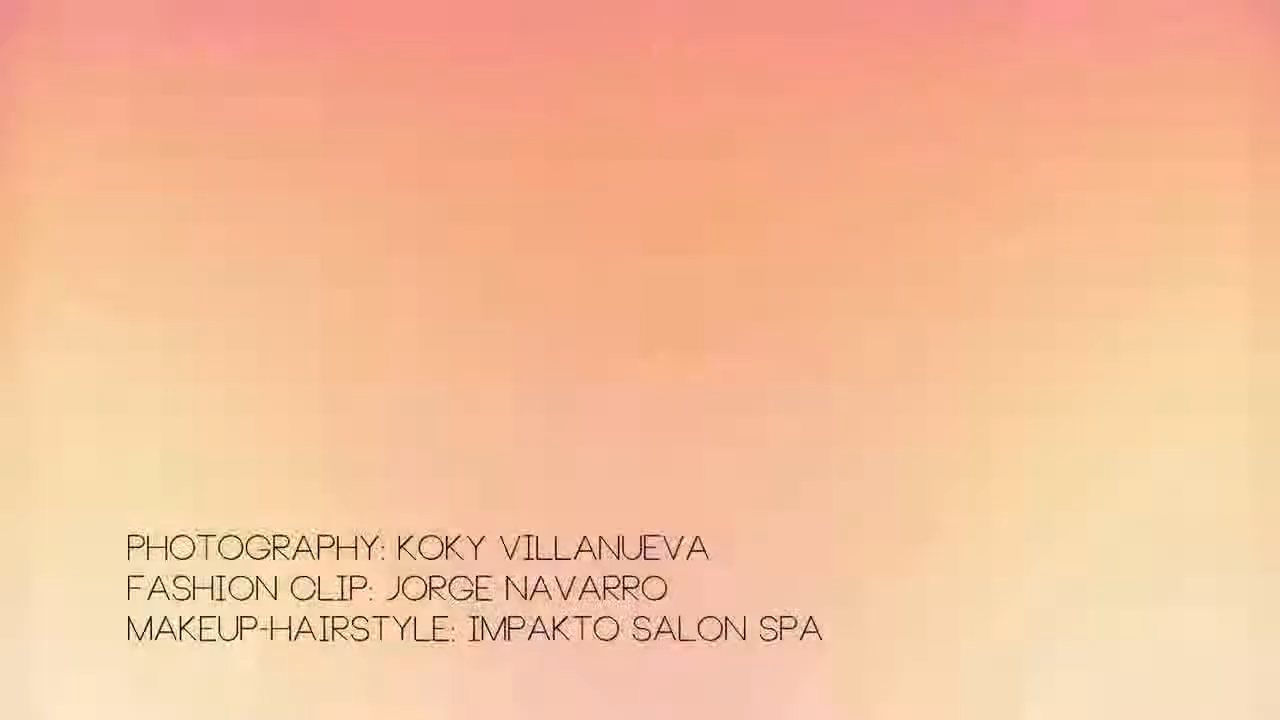 PHOTOGRAPHY: KOKY VILLANUEVA
FASHION CLIP: JORGE NAVARRO
MAKEUP-HAIRSTYLE: IMPAKTO SALON SPA